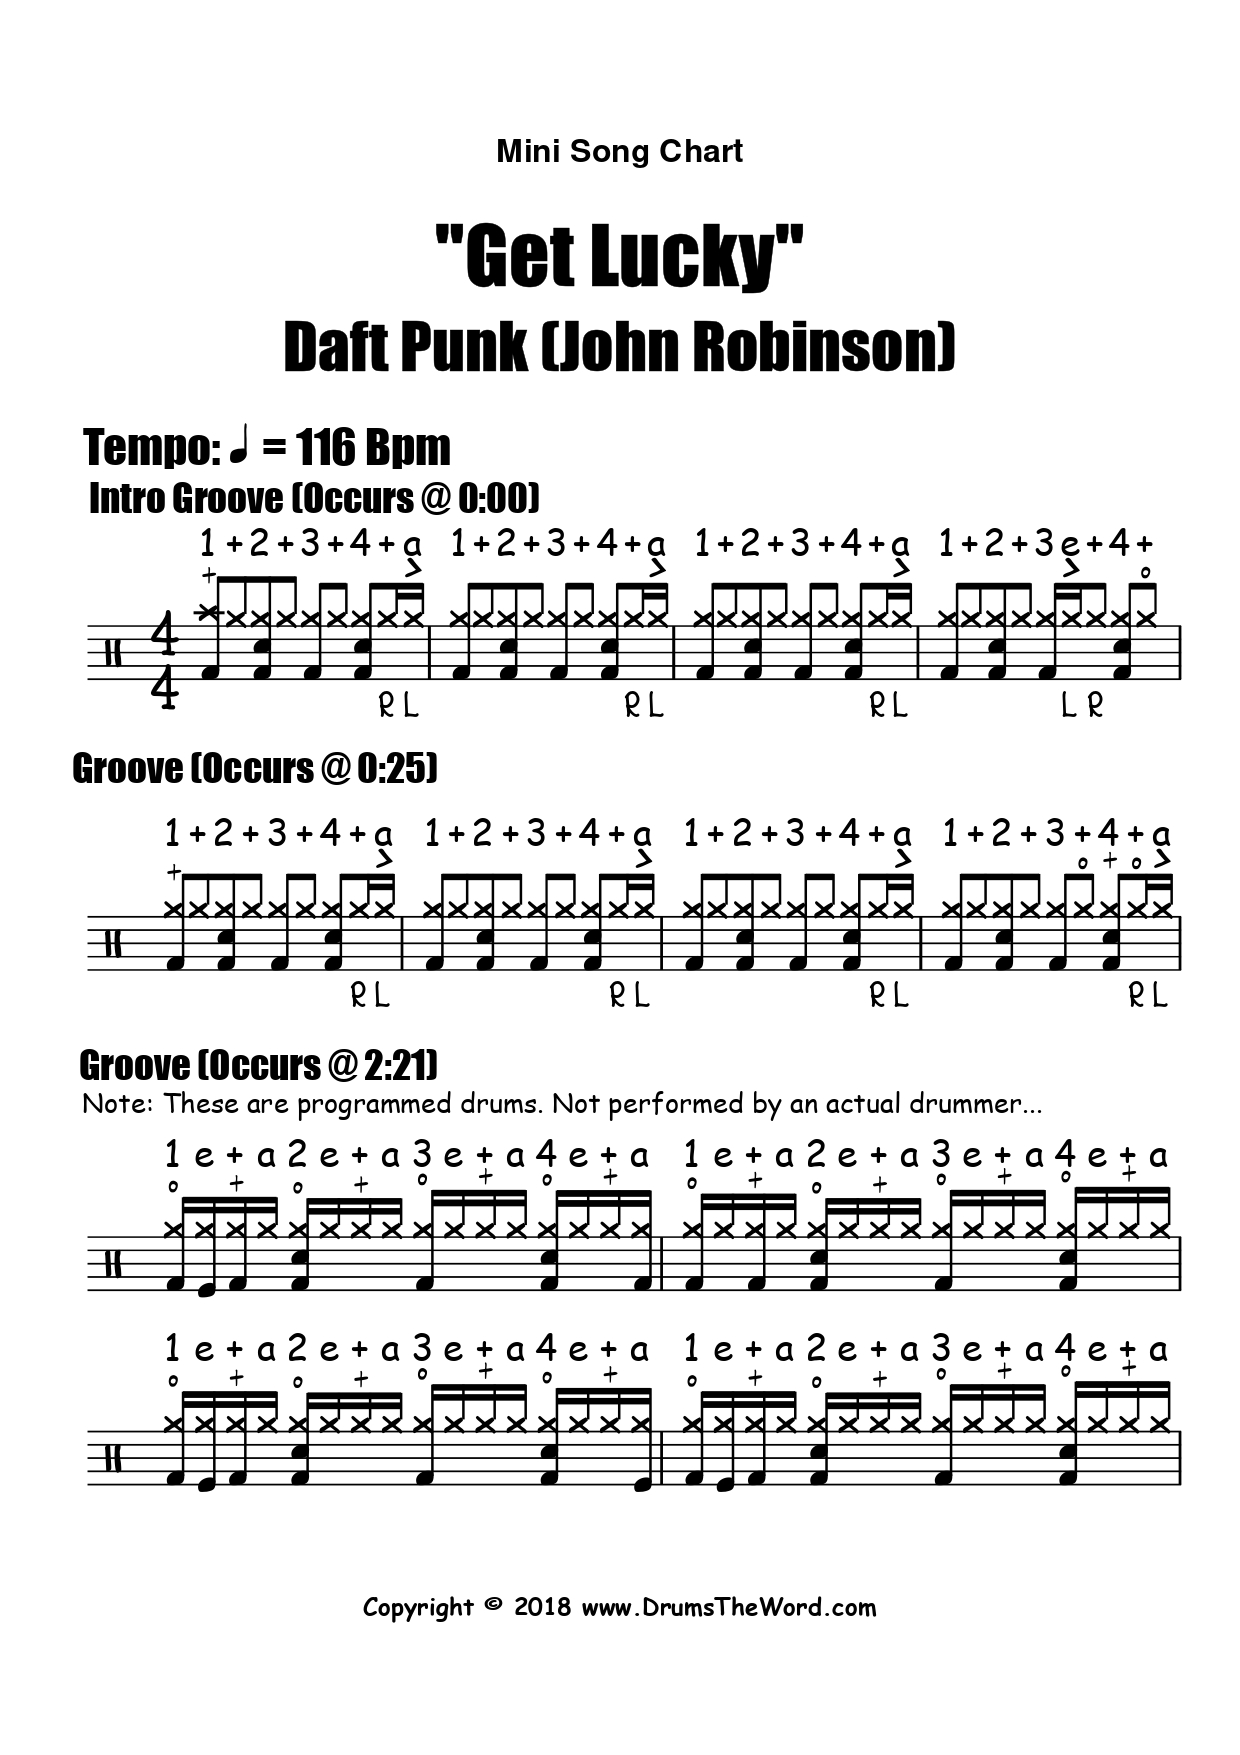 Mini Song Chart
"Get Lucky"
Daft Punk (John Robinson)
Tempo: ♩ = 116 Bpm
Intro Groove (Occurs @ 0:00)
1 + 2 + 3 + 4 + a 1 + 2 + 3 + 4 + a 1 + 2 + 3 + 4 + a 1 + 2 + 3 e + 4 +
+ > > > > o
4
4
R L R L R L L R
Groove (Occurs @ 0:25)
1 + 2 + 3 + 4 + a 1 + 2 + 3 + 4 + a 1 + 2 + 3 + 4 + a 1 + 2 + 3 + 4 + a
+ > > > o + o >
R L R L R L R L
Groove (Occurs @ 2:21)
Note: These are programmed drums. Not performed by an actual drummer...
1 e + a 2 e + a 3 e + a 4 e + a 1 e + a 2 e + a 3 e + a 4 e + a
o + o + o + o + o + o + o + o +
1 e + a 2 e + a 3 e + a 4 e + a 1 e + a 2 e + a 3 e + a 4 e + a
o + o + o + o + o + o + o + o +
Copyright © 2018 www.DrumsTheWord.com